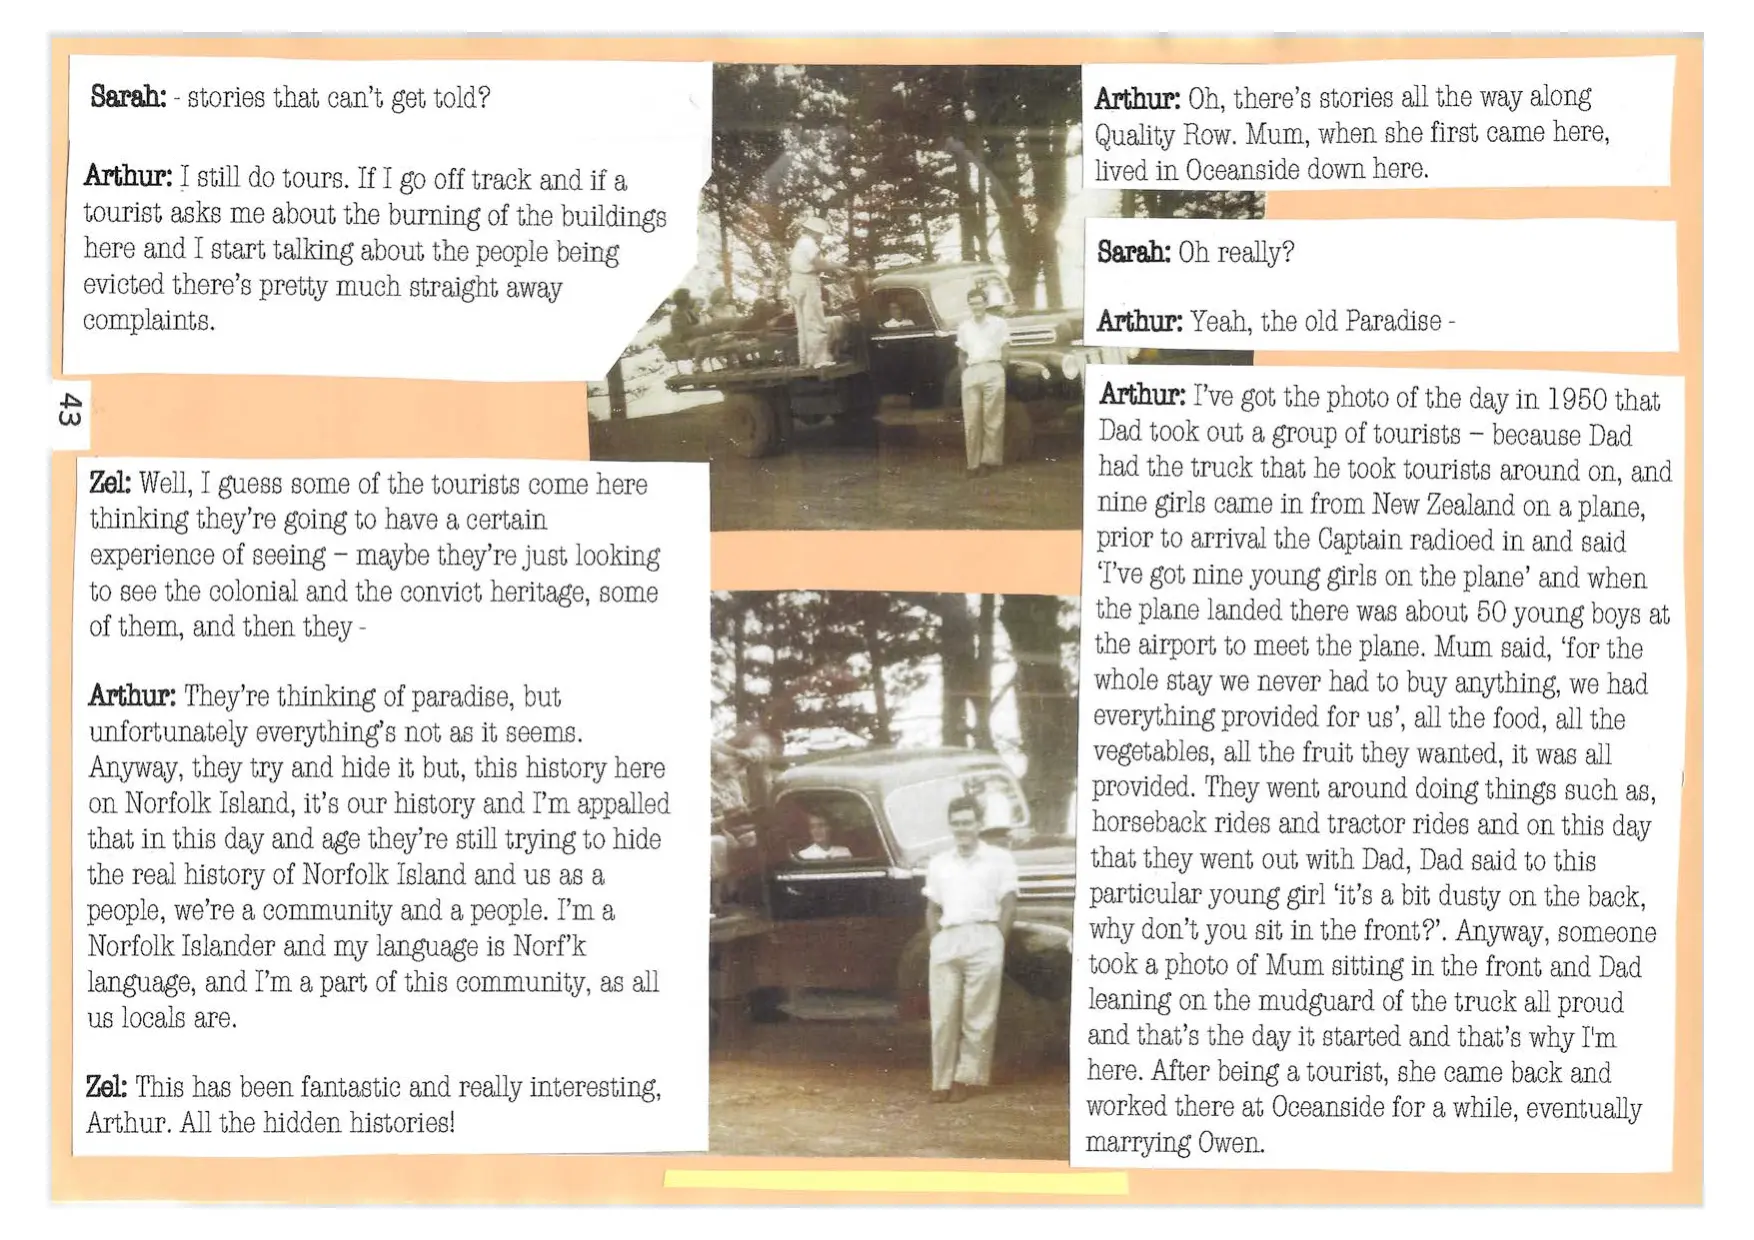 Sarah: - stories that can't get told?
Arthur: I still do tours. If I go off track and if a
tourist asks me about the burning of the buildings
here and I start talking about the people being
evicted there's pretty much straight away
complaints.
43
Zel: Well, I guess some of the tourists come here
thinking they're going to have a certain
experience of seeing – maybe they're just looking
to see the colonial and the convict heritage, some
of them, and then they -
Arthur: They're thinking of paradise, but
unfortunately everything's not as it seems.
Anyway, they try and hide it but, this history here
on Norfolk Island, it's our history and I'm appalled
that in this day and age they're still trying to hide
the real history of Norfolk Island and us as a
people, we're a community and a people. I'm a
Norfolk Islander and my language is Norf'k
language, and I'm a part of this community, as all
us locals are.
Zel: This has been fantastic and really interesting,
Arthur. All the hidden histories!
Arthur: Oh, there's stories all the way along
Quality Row. Mum, when she first came here,
lived in Oceanside down here.
Sarah: Oh really?
Arthur: Yeah, the old Paradise -
Arthur: I've got the photo of the day in 1950 that
Dad took out a group of tourists – because Dad
had the truck that he took tourists around on, and
nine girls came in from New Zealand on a plane,
prior to arrival the Captain radioed in and said
'I've got nine young girls on the plane' and when
the plane landed there was about 50 young boys at
the airport to meet the plane. Mum said, 'for the
whole stay we never had to buy anything, we had
everything provided for us', all the food, all the
vegetables, all the fruit they wanted, it was all
provided. They went around doing things such as,
horseback rides and tractor rides and on this day
that they went out with Dad, Dad said to this
particular young girl 'it's a bit dusty on the back,
why don't you sit in the front?'. Anyway, someone
took a photo of Mum sitting in the front and Dad
leaning on the mudguard of the truck all proud
and that's the day it started and that's why I'm
here. After being a tourist, she came back and
worked there at Oceanside for a while, eventually
marrying Owen.